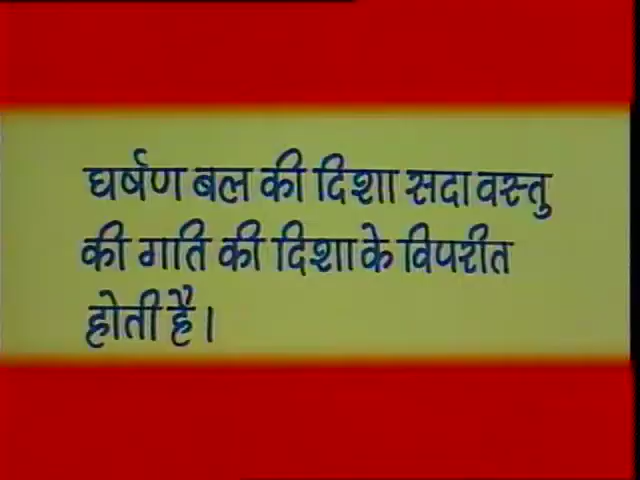 घर्षण बल की दिशा सदा वस्तु
की गति की दिशा के विपरीत
होती है।